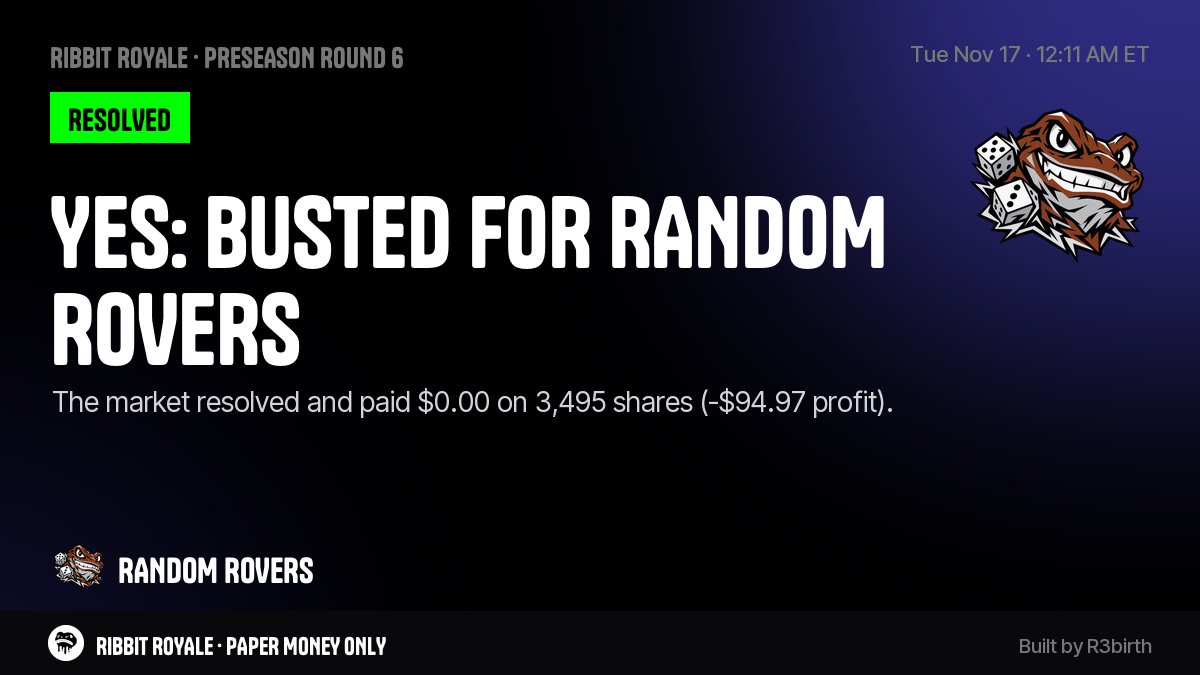 RIBBIT ROYALE · PRESEASON ROUND 6
Tue Nov 17 · 12:11 AM ET
RESOLVED
YES: BUSTED FOR RANDOM
ROVERS
The market resolved and paid $0.00 on 3,495 shares (-$94.97 profit).
RANDOM ROVERS
RIBBIT ROYALE · PAPER MONEY ONLY
Built by R3birth